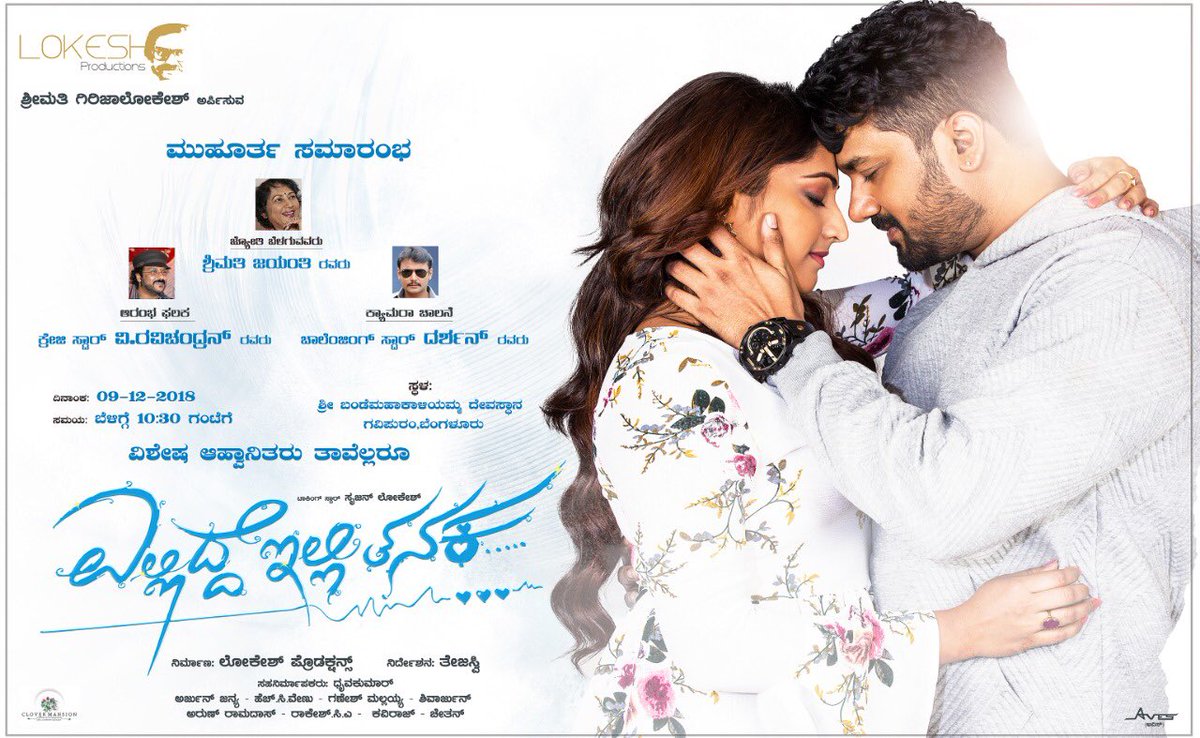 LOKESH
Productions
ಶ್ರೀಮತಿ ಗಿರಿಜಾಲೋಕೇಶ್ ಅರ್ಪಿಸುವ
ಮುಹೂರ್ತ ಸಮಾರಂಭ
ಜ್ಯೋತಿ ಬೆಳಗುವವರು
ಶ್ರೀಮತಿ ಜಯಂತಿ ರವರು
ಆರಂಭ ಫಲಕ
ಕ್ರೇಜಿ ಸ್ಟಾರ್ ವಿ.ರವಿಚಂದ್ರನ್ ರವರು
ಕ್ಯಾಮರಾ ಚಾಲನೆ
ಚಾಲೆಂಜಿಂಗ್ ಸ್ಟಾರ್ ದರ್ಶನ್ ರವರು
ದಿನಾಂಕ: 09-12-2018
ಸಮಯ: ಬೆಳಿಗ್ಗೆ 10:30 ಗಂಟೆಗೆ
ಸ್ಥಳ:
ಶ್ರೀ ಬಂಡೆಮಹಾಕಾಳಿಯಮ್ಮ ದೇವಸ್ಥಾನ
ಗವಿಪುರಂ,ಬೆಂಗಳೂರು
ವಿಶೇಷ ಆಹ್ವಾನಿತರು ತಾವೆಲ್ಲರೂ
ಟಾಕಿಂಗ್ ಸ್ಟಾರ್ ಸೃಜನ್ ಲೋಕೇಶ್
ಎಲ್ಲಿದ್ದೆ ಇಲ್ಲಿ ತನಕ.....
ನಿರ್ಮಾಣ: ಲೋಕೇಶ್ ಪ್ರೊಡಕ್ಷನ್ಸ್ ನಿರ್ದೇಶನ: ತೇಜಸ್ವಿ
ಸಹನಿರ್ಮಾಪಕರು: ಧೃವಕುಮಾರ್
ಅರ್ಜುನ್ ಜನ್ಯ - ಹೆಚ್.ಸಿ.ವೇಣು - ಗಣೇಶ್ ಮಲ್ಲಯ್ಯ - ಶಿವಾರ್ಜುನ್
ಅರುಣ್ ರಾಮದಾಸ್ - ರಾಕೇಶ್.ಸಿ.ಎ - ಕವಿರಾಜ್ - ಚೇತನ್
CLOVER MANSION
AVES